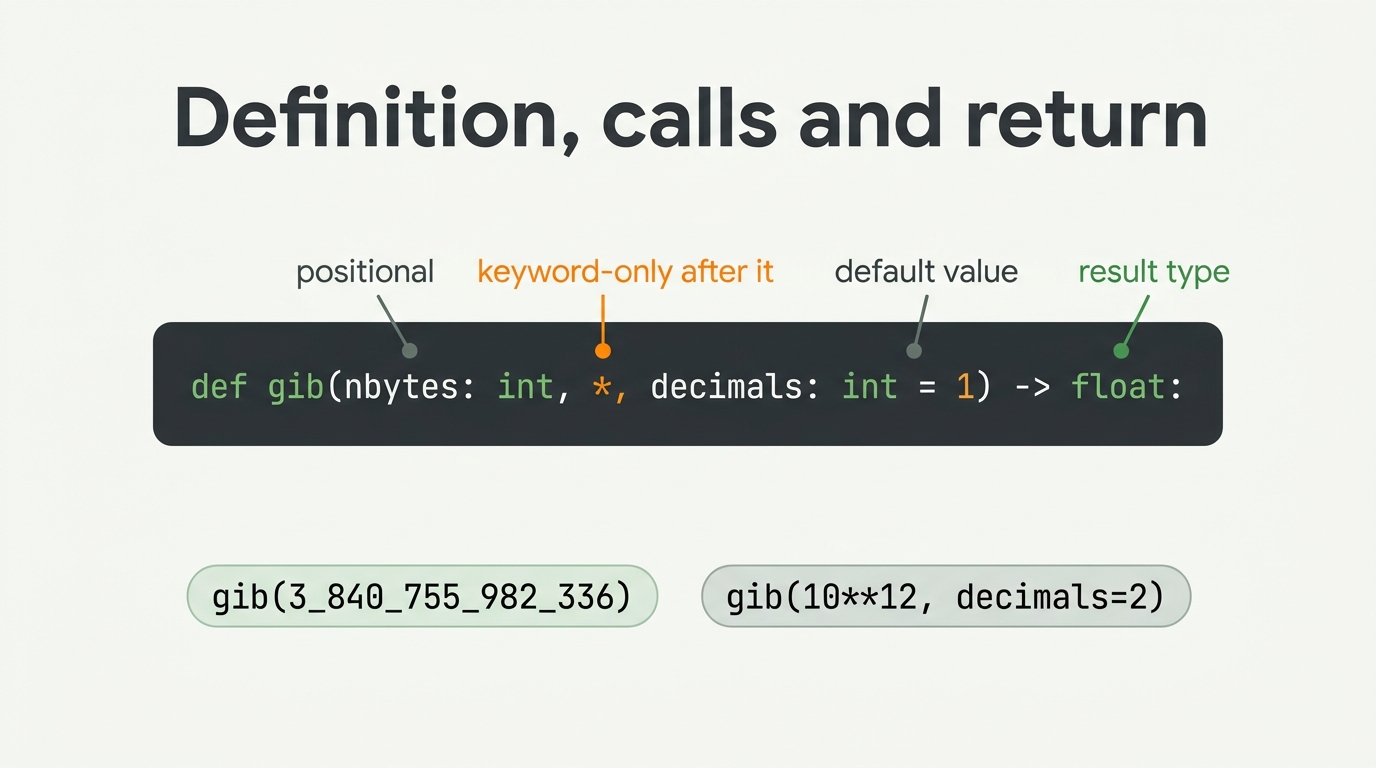 Definition, calls and return
positional keyword-only after it default value result type
def gib(nbytes: int, *, decimals: int = 1) -> float:
gib(3_840_755_982_336) gib(10**12, decimals=2)